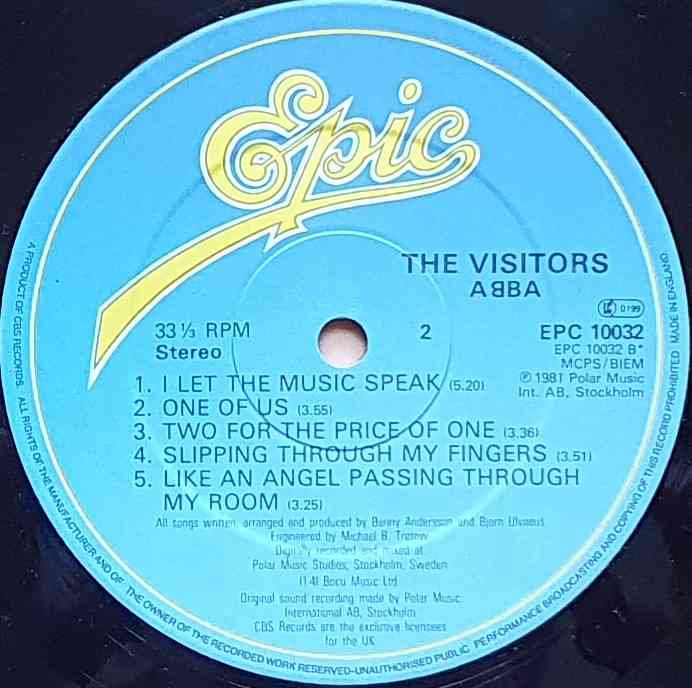 Epic
THE VISITORS
ABBA
LC 0199
33 1/3 RPM
Stereo
2
EPC 10032
EPC 10032 B*
MCPS/BIEM
℗ 1981 Polar Music
Int. AB, Stockholm
1. I LET THE MUSIC SPEAK (5.20)
2. ONE OF US (3.55)
3. TWO FOR THE PRICE OF ONE (3.36)
4. SLIPPING THROUGH MY FINGERS (3.51)
5. LIKE AN ANGEL PASSING THROUGH
MY ROOM (3.25)
All songs written, arranged and produced by Benny Andersson and Bjorn Ulvaeus
Engineered by Michael B. Tretow
Digitally recorded and mixed at
Polar Music Studios, Stockholm, Sweden
(1-4) Bocu Music Ltd
Original sound recording made by Polar Music
International AB, Stockholm
CBS Records are the exclusive licensees
for the UK
A PRODUCT OF CBS RECORDS. ALL RIGHTS OF THE MANUFACTURER AND OF THE OWNER OF THE RECORDED WORK RESERVED-UNAUTHORISED PUBLIC PERFORMANCE BROADCASTING AND COPYING OF THIS RECORD PROHIBITED MADE IN ENGLAND